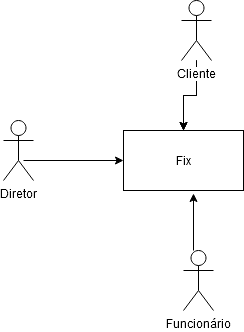 Cliente
Fix
Diretor
Funcionário